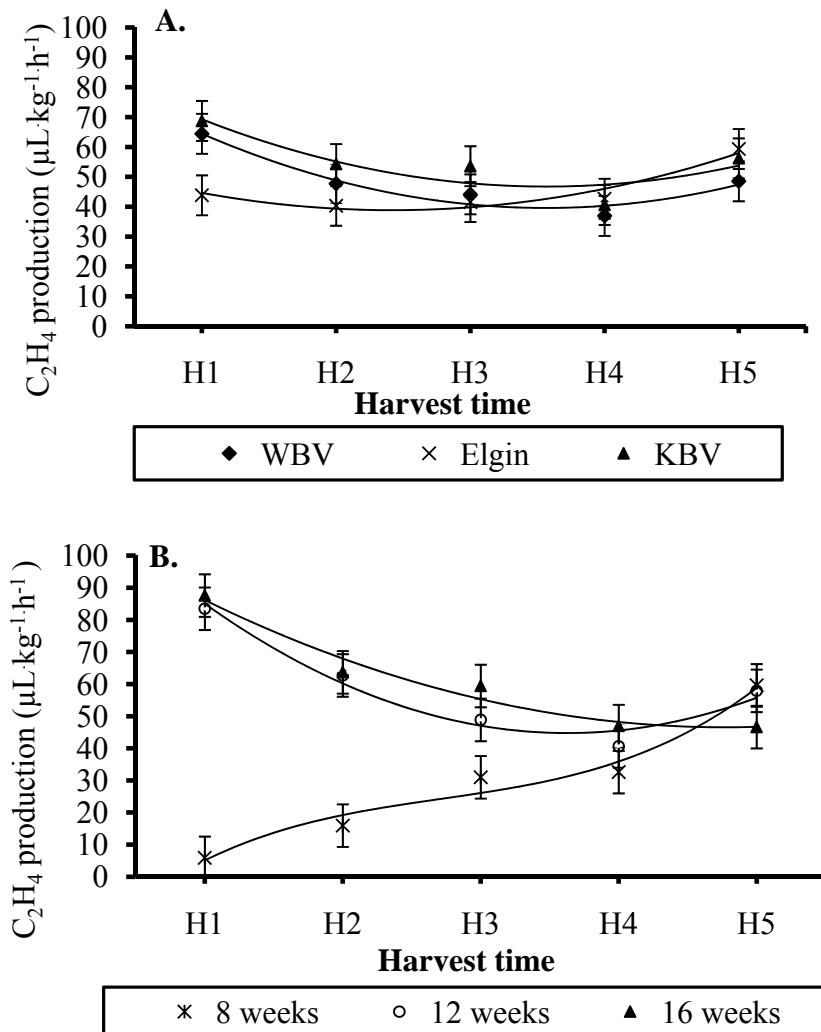 A.
C₂H₄ production (µL·kg⁻¹·h⁻¹)
100
90
80
70
60
50
40
30
20
10
0
H1 H2 H3 H4 H5
Harvest time
WBV Elgin KBV
B.
C₂H₄ production (µL·kg⁻¹·h⁻¹)
100
90
80
70
60
50
40
30
20
10
0
H1 H2 H3 H4 H5
Harvest time
8 weeks 12 weeks 16 weeks